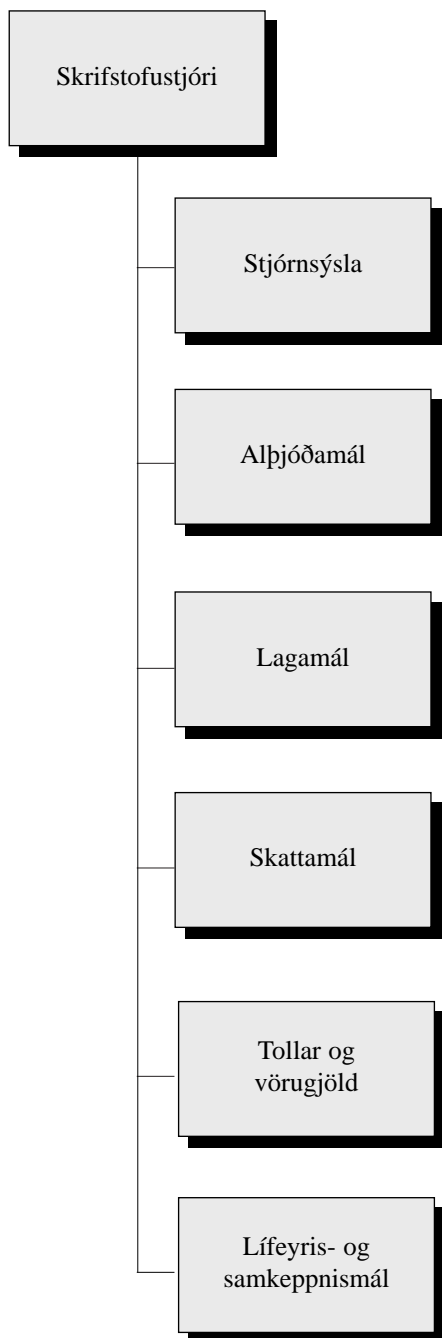 Skrifstofustjóri
Stjórnsýsla
Alþjóðamál
Lagamál
Skattamál
Tollar og
vörugjöld
Lífeyris- og
samkeppnismál